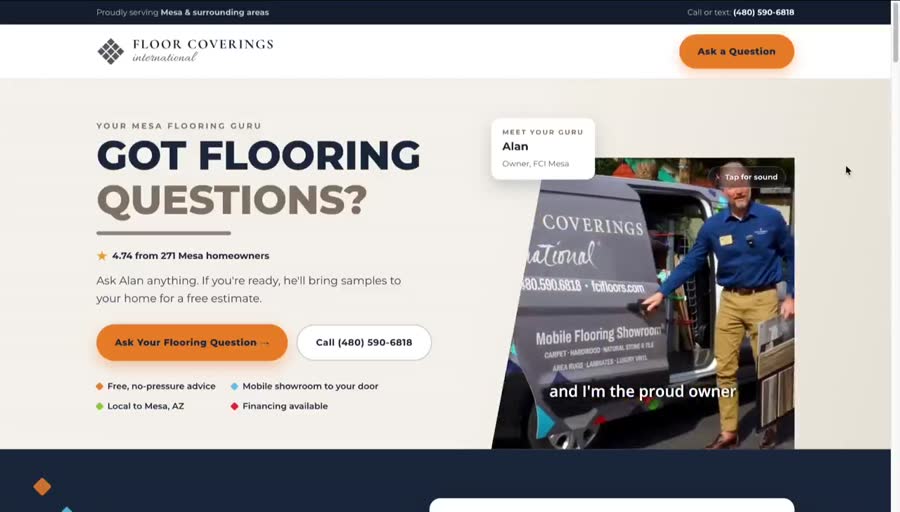 Proudly serving Mesa & surrounding areas
Call or text: (480) 590-6818
FLOOR COVERINGS
international
Ask a Question
YOUR MESA FLOORING GURU
GOT FLOORING
QUESTIONS?
4.74 from 271 Mesa homeowners
Ask Alan anything. If you're ready, he'll bring samples to
your home for a free estimate.
Ask Your Flooring Question →
Call (480) 590-6818
Free, no-pressure advice
Mobile showroom to your door
Local to Mesa, AZ
Financing available
MEET YOUR GURU
Alan
Owner, FCI Mesa
Tap for sound
COVERINGS
national
480.590.6818 • fcifloors.com
Mobile Flooring Showroom
CARPET · HARDWOOD · NATURAL STONE & TILE
AREA RUGS · LAMINATES · LUXURY VINYL
and I'm the proud owner